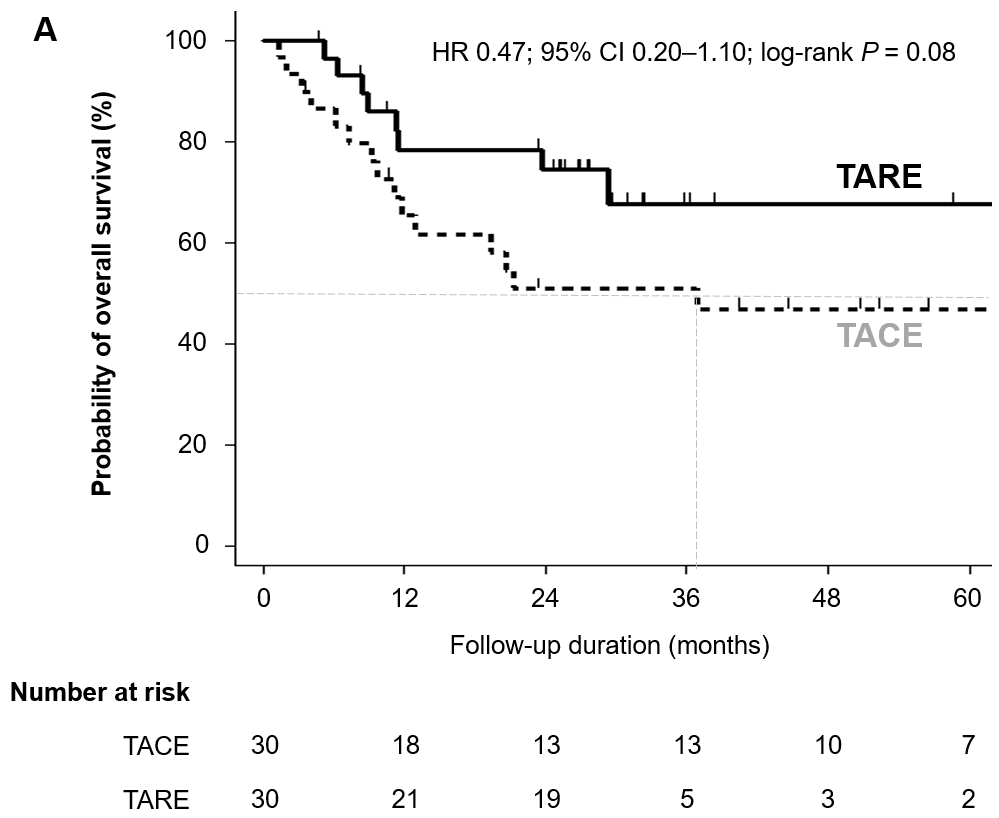 A
HR 0.47; 95% CI 0.20–1.10; log-rank P = 0.08
Probability of overall survival (%)
100
80
60
40
20
0
TARE
TACE
0 12 24 36 48 60
Follow-up duration (months)
Number at risk
TACE 30 18 13 13 10 7
TARE 30 21 19 5 3 2